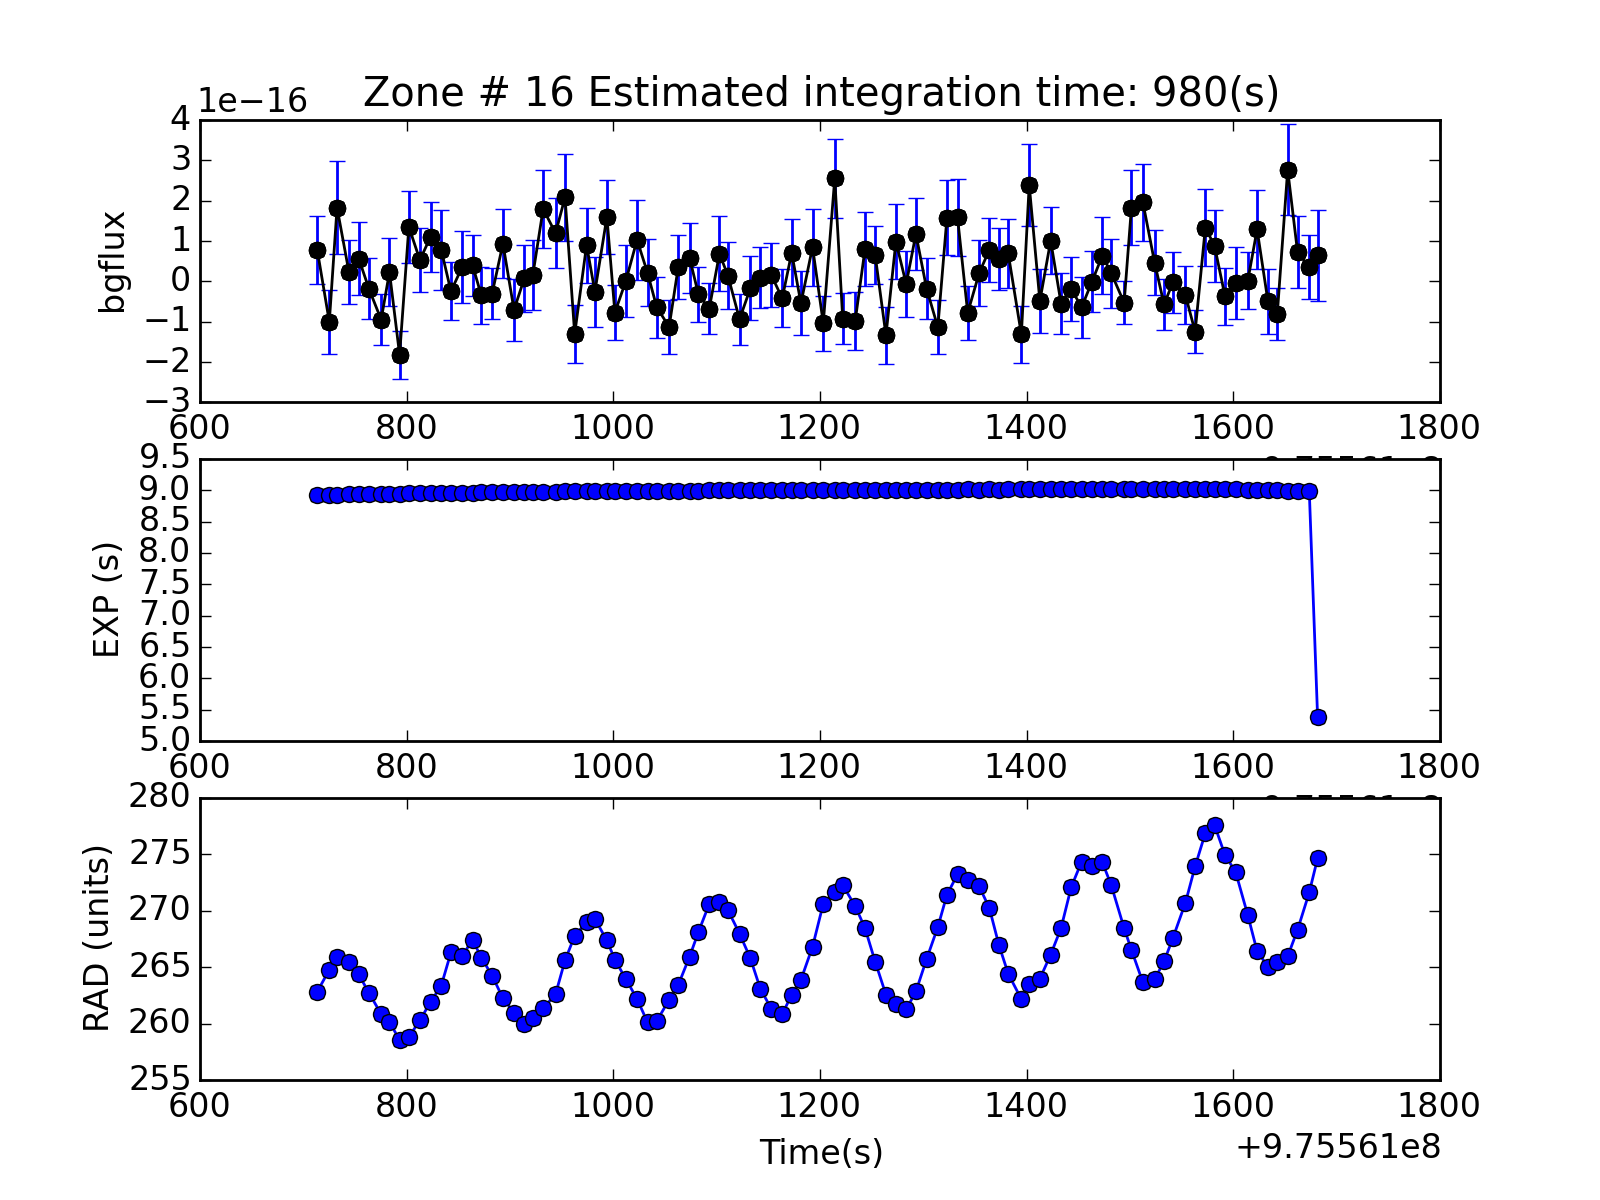 1e−16
Zone # 16 Estimated integration time: 980(s)
4
3
2
1
0
−1
−2
−3
bgflux
600 800 1000 1200 1400 1600 1800
9.5
9.0
8.5
8.0
7.5
7.0
6.5
6.0
5.5
5.0
EXP (s)
600 800 1000 1200 1400 1600 1800
280
275
270
265
260
255
RAD (units)
600 800 1000 1200 1400 1600 1800
Time(s)
+9.75561e8